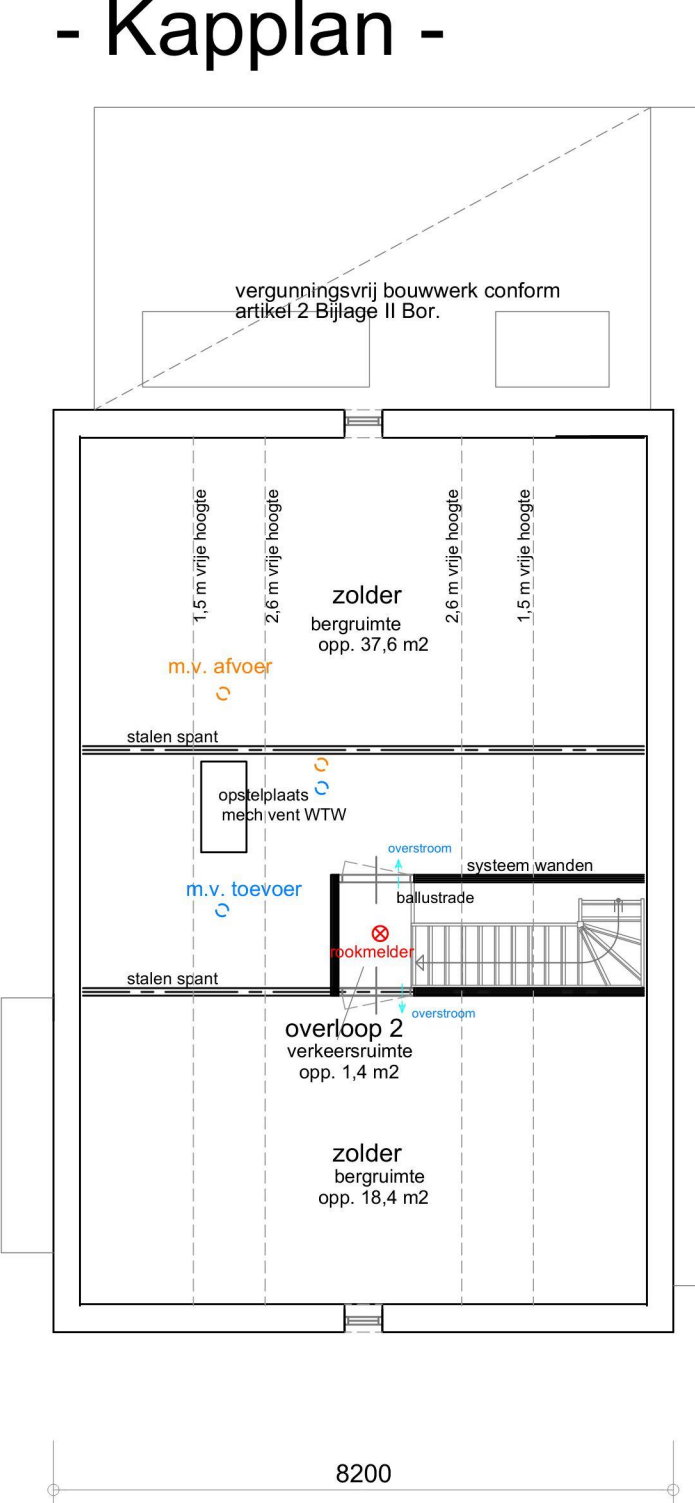 - Kapplan -
vergunningsvrij bouwwerk conform
artikel 2 Bijlage II Bor.
1,5 m vrije hoogte
2,6 m vrije hoogte
2,6 m vrije hoogte
1,5 m vrije hoogte
zolder
bergruimte
opp. 37,6 m2
m.v. afvoer
stalen spant
opstelplaats
mech vent WTW
overstroom
systeem wanden
m.v. toevoer
ballustrade
rookmelder
stalen spant
overstroom
overloop 2
verkeersruimte
opp. 1,4 m2
zolder
bergruimte
opp. 18,4 m2
8200